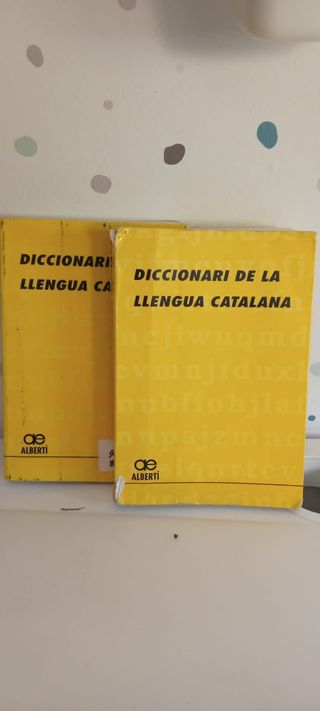 DICCIONARI
LLENGUA CA
ae
ALBERTÍ
DICCIONARI DE LA
LLENGUA CATALANA
ae
ALBERTÍ